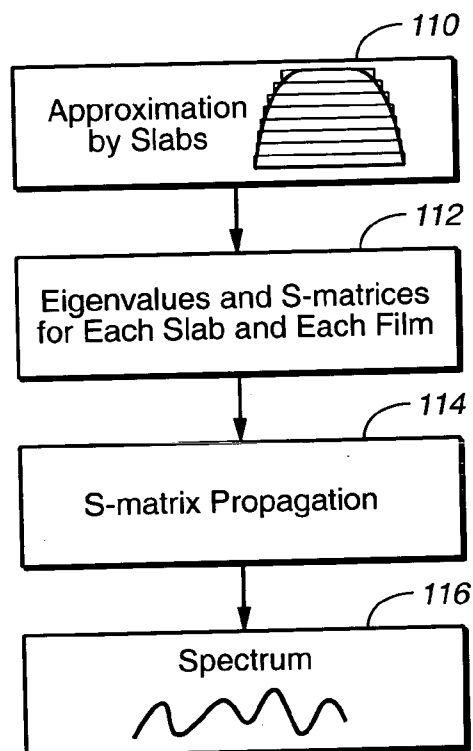 110
Approximation
by Slabs
112
Eigenvalues and S-matrices
for Each Slab and Each Film
114
S-matrix Propagation
116
Spectrum